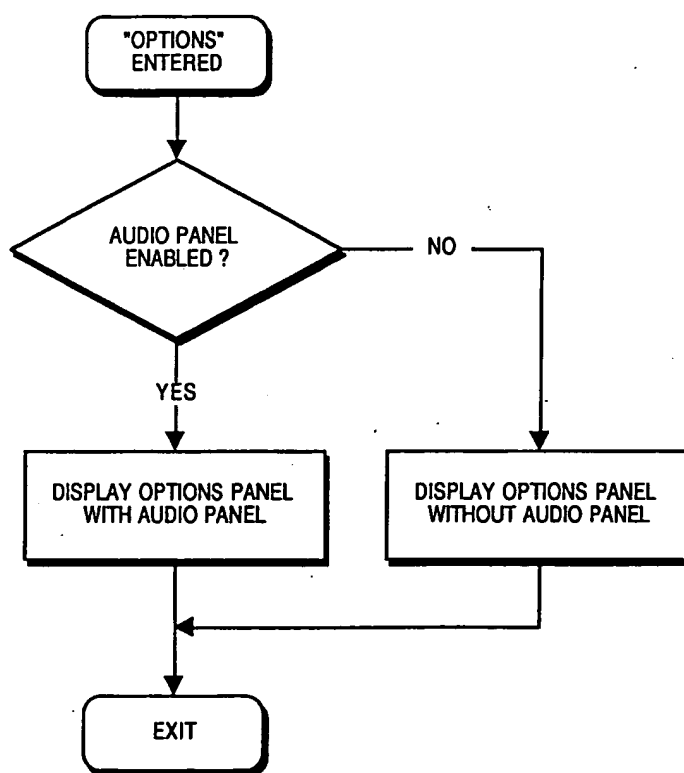 "OPTIONS"
ENTERED
AUDIO PANEL
ENABLED ?
NO
YES
DISPLAY OPTIONS PANEL
WITH AUDIO PANEL
DISPLAY OPTIONS PANEL
WITHOUT AUDIO PANEL
EXIT